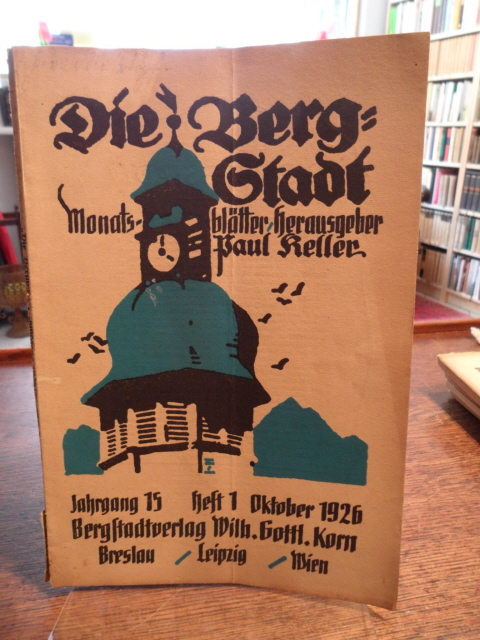 Die Berg=
Stadt
Monats=blätter, Herausgeber
Paul Keller
Jahrgang 15 Heft 1 Oktober 1926
Bergstadtverlag Wilh. Gottl. Korn
Breslau / Leipzig / Wien